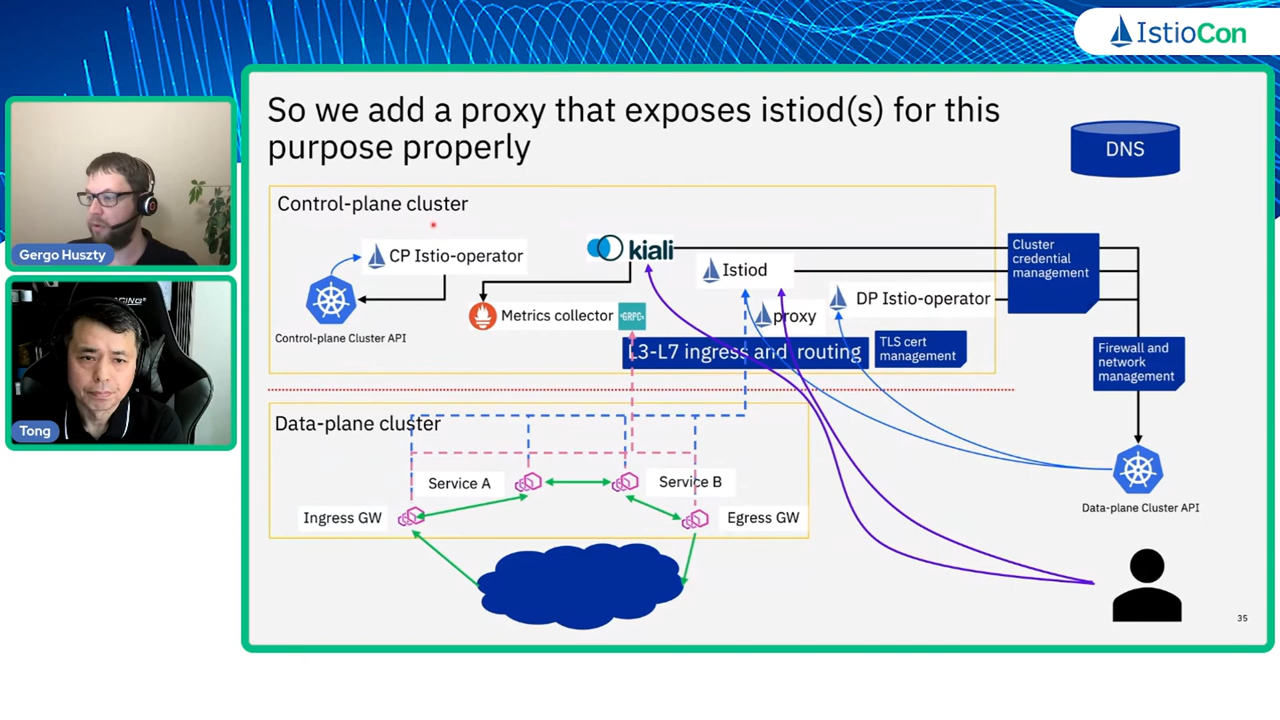 IstioCon
So we add a proxy that exposes istiod(s) for this
purpose properly
DNS
Control-plane cluster
CP Istio-operator
kiali
Istiod
Cluster
credential
management
DP Istio-operator
Metrics collector
GRPC
proxy
Control-plane Cluster API
L3-L7 ingress and routing
TLS cert
management
Firewall and
network
management
Data-plane cluster
Service A
Service B
Ingress GW
Egress GW
Data-plane Cluster API
35
Gergo Huszty
Tong